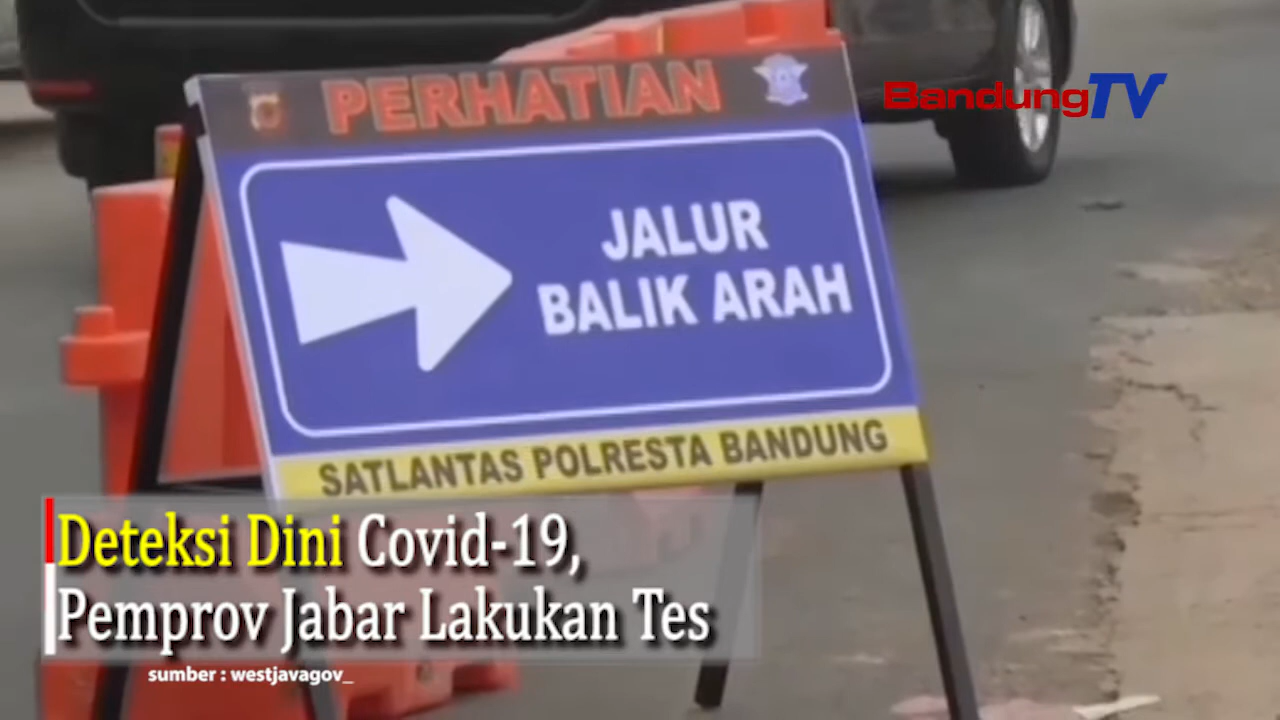 PERHATIAN
BandungTV
JALUR
BALIK ARAH
SATLANTAS POLRESTA BANDUNG
Deteksi Dini Covid-19,
Pemprov Jabar Lakukan Tes
sumber : westjavagov_